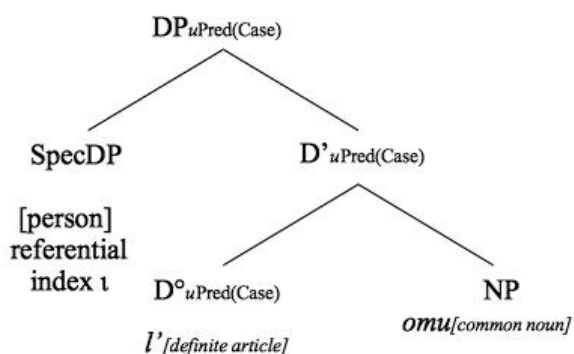 DPuPred(Case)
SpecDP
D'uPred(Case)
[person]
referential
index ι
D°uPred(Case)
NP
l'[definite article]
omu[common noun]